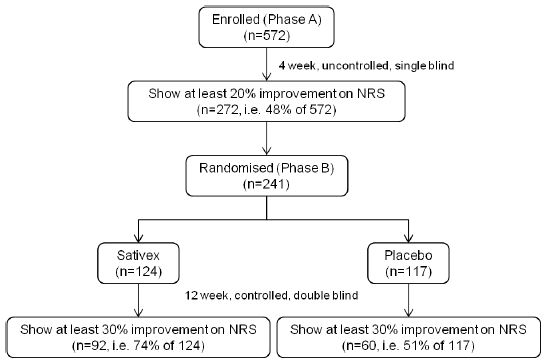 Enrolled (Phase A)
(n=572)
4 week, uncontrolled, single blind
Show at least 20% improvement on NRS
(n=272, i.e. 48% of 572)
Randomised (Phase B)
(n=241)
Sativex
(n=124)
Placebo
(n=117)
12 week, controlled, double blind
Show at least 30% improvement on NRS
(n=92, i.e. 74% of 124)
Show at least 30% improvement on NRS
(n=60, i.e. 51% of 117)